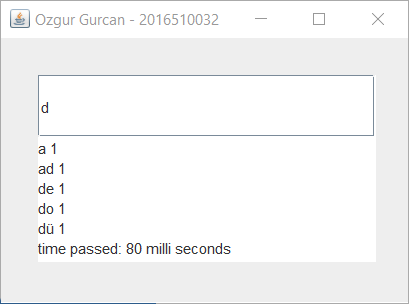 Ozgur Gurcan - 2016510032
d
a 1
ad 1
de 1
do 1
dü 1
time passed: 80 milli seconds